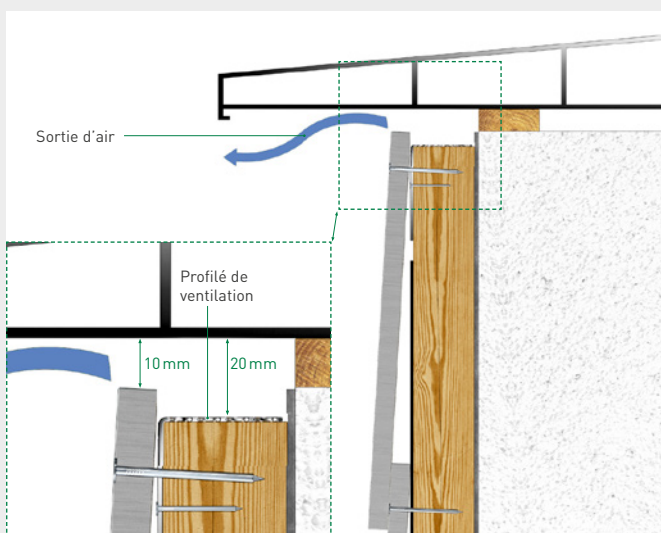 Sortie d'air
Profilé de
ventilation
10 mm
20 mm